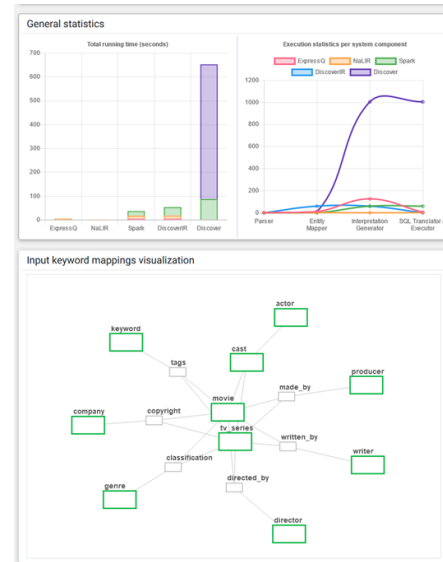 General statistics
Total running time (seconds)
700
600
500
400
300
200
100
0
ExpressQ NaLIR Spark DiscoverIR Discover
Execution statistics per system component
ExpressQ NaLIR Spark
DiscoverIR Discover
1200
1000
800
600
400
200
0
Parser Entity Mapper Interpretation Generator SQL Translator Executor
Input keyword mappings visualization
actor
keyword
cast
tags
producer
made_by
movie
company
copyright
tv_series
written_by
writer
classification
genre
directed_by
director